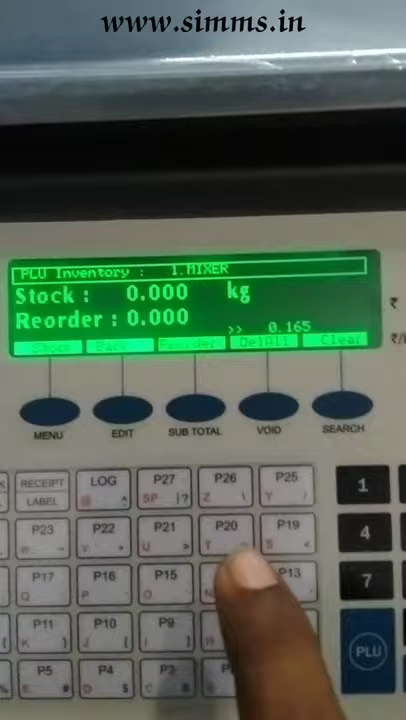 www.simms.in
PLU Inventory : 1.MIXER
Stock : 0.000 kg
Reorder : 0.000
>> 0.165
Stock Back Reorder DelAll Clear
₹
MENU EDIT SUB TOTAL VOID SEARCH
RECEIPT LOG P27 P26 P25 1
LABEL @ ^ SP |? Z \ Y /
P23 P22 P21 P20 P19 4
W V U > T S <
Q17 P16 P15 P13 7
Q P O
P11 P10 P9
K } J [ I ] H
PLU
P5 P4 P3
E # D $ C